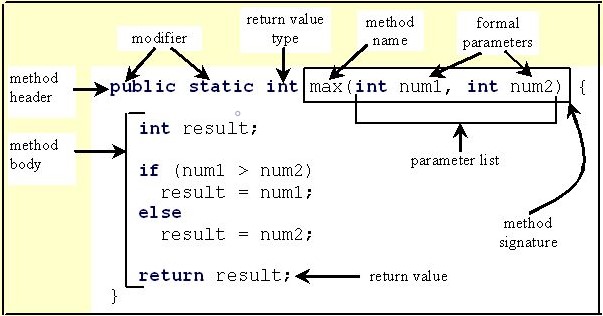 return value
type
method
name
formal
parameters
modifier
method
header
public static int max(int num1, int num2) {
method
body
int result;
parameter list
if (num1 > num2)
result = num1;
else
result = num2;
method
signature
return result;
return value
}